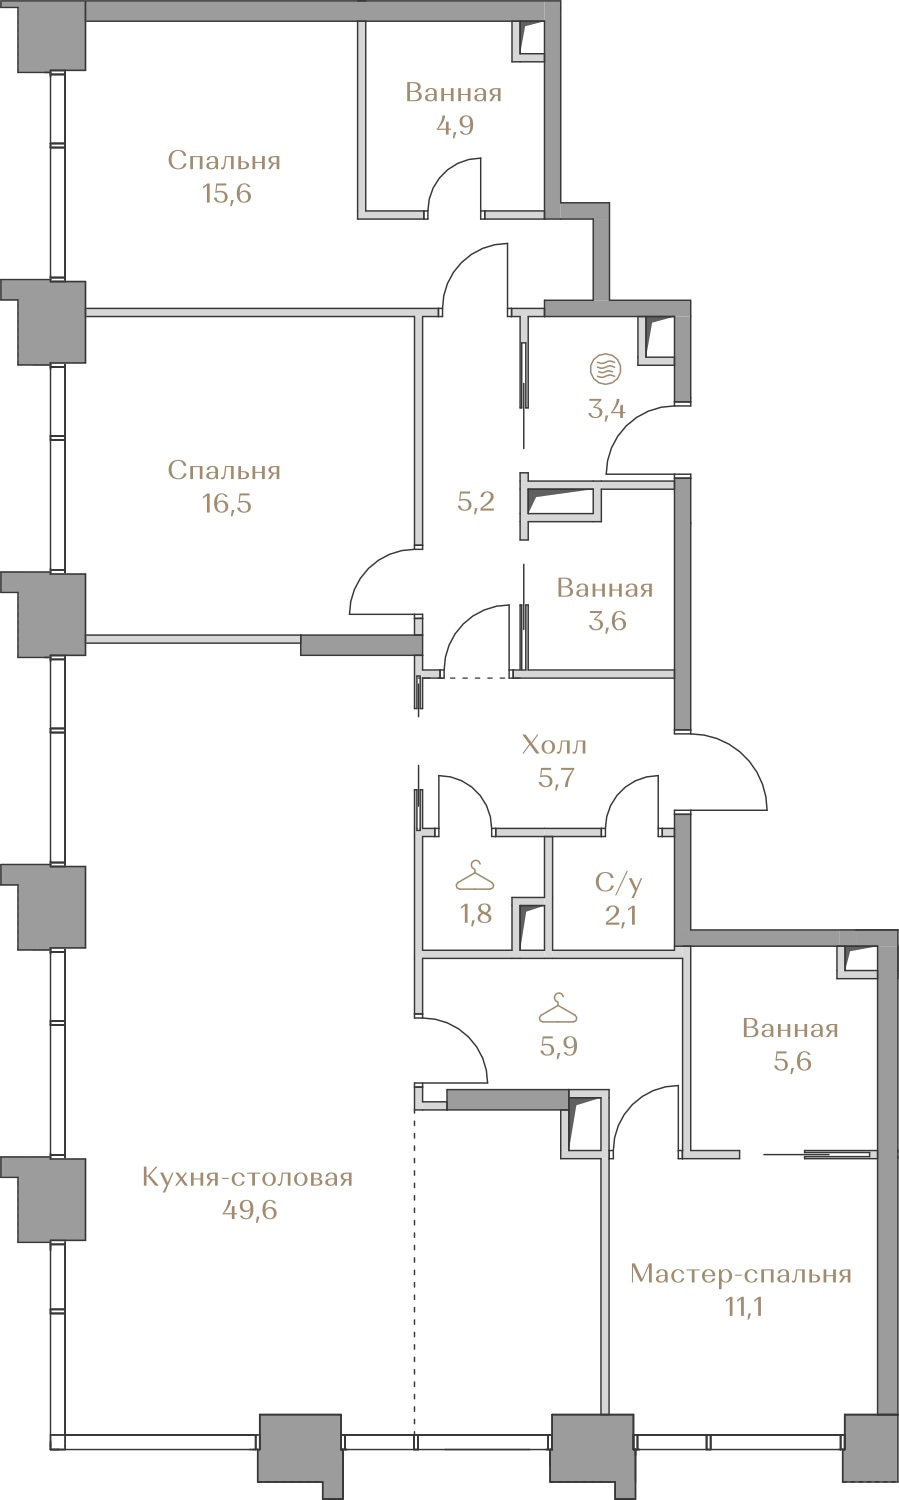 Ванная
4,9
Спальня
15,6
3,4
Спальня
16,5
5,2
Ванная
3,6
Холл
5,7
С/у
2,1
1,8
5,9
Ванная
5,6
Кухня-столовая
49,6
Мастер-спальня
11,1